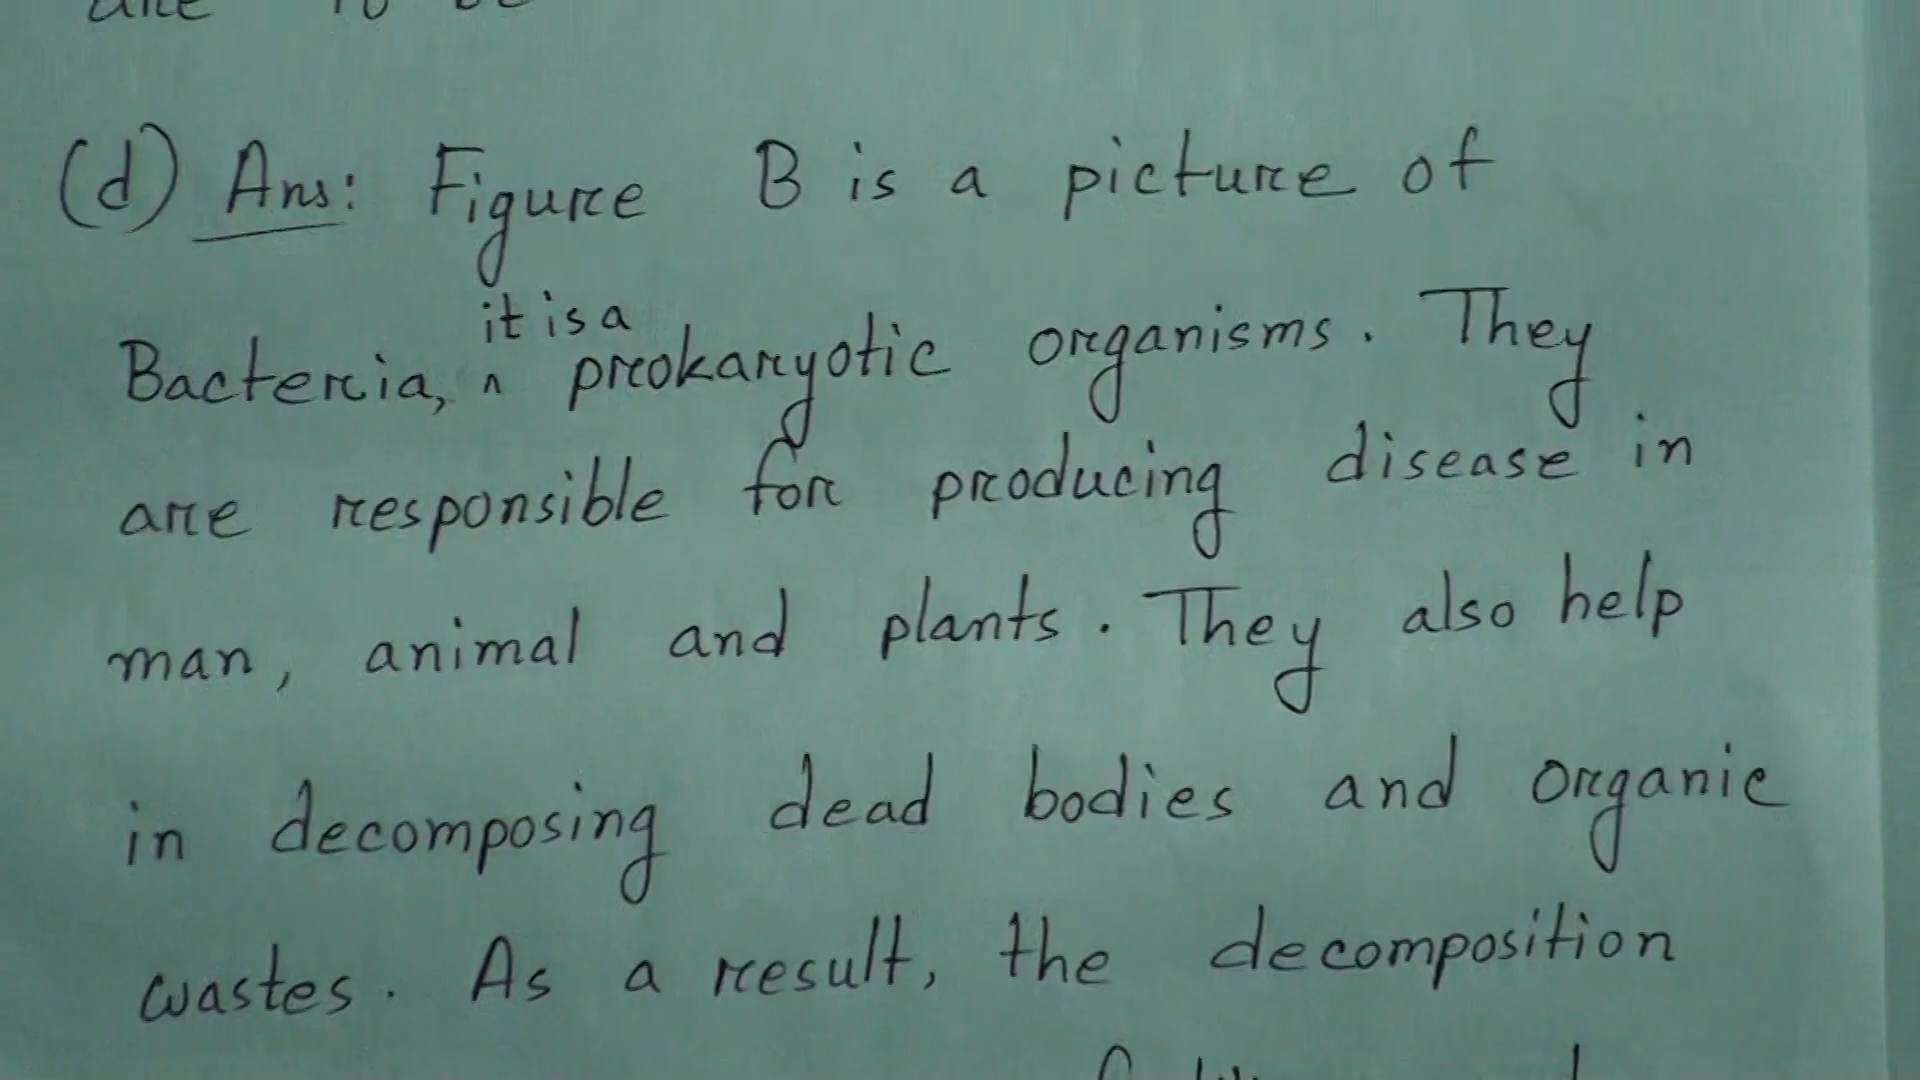 (d) Ans: Figure B is a picture of
it is a
Bacteria, ^ prokaryotic organisms. They
are responsible for producing disease in
man, animal and plants. They also help
in decomposing dead bodies and organic
wastes. As a result, the decomposition